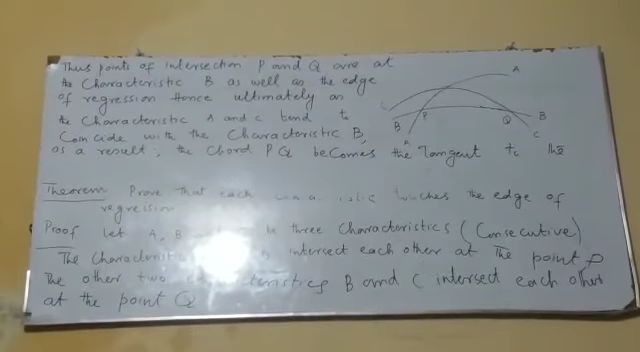 Thus points of intersection P and Q are at
the Characteristic B as well as the edge
of regression Hence ultimately as
the Characteristic A and C tend to
Coincide with the Characteristic B,
as a result, the Chord PQ becomes the Tangent to
A
B
P
Q
B
C
Theorem Prove that each touches the edge of
regression
Proof Let A, B three Characteristics (Consecutive)
The intersect each other at the point P
The other two B and C intersect each other
at the point Q